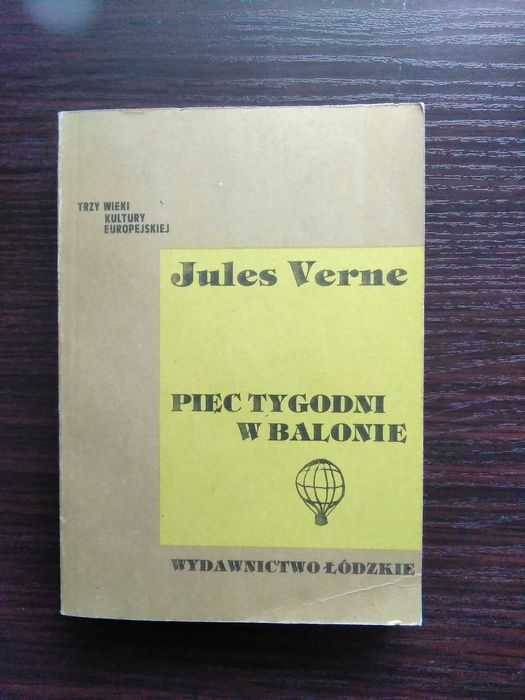 TRZY WIEKI
KULTURY
EUROPEJSKIEJ
Jules Verne
PIĘC TYGODNI
W BALONIE
WYDAWNICTWO ŁÓDZKIE